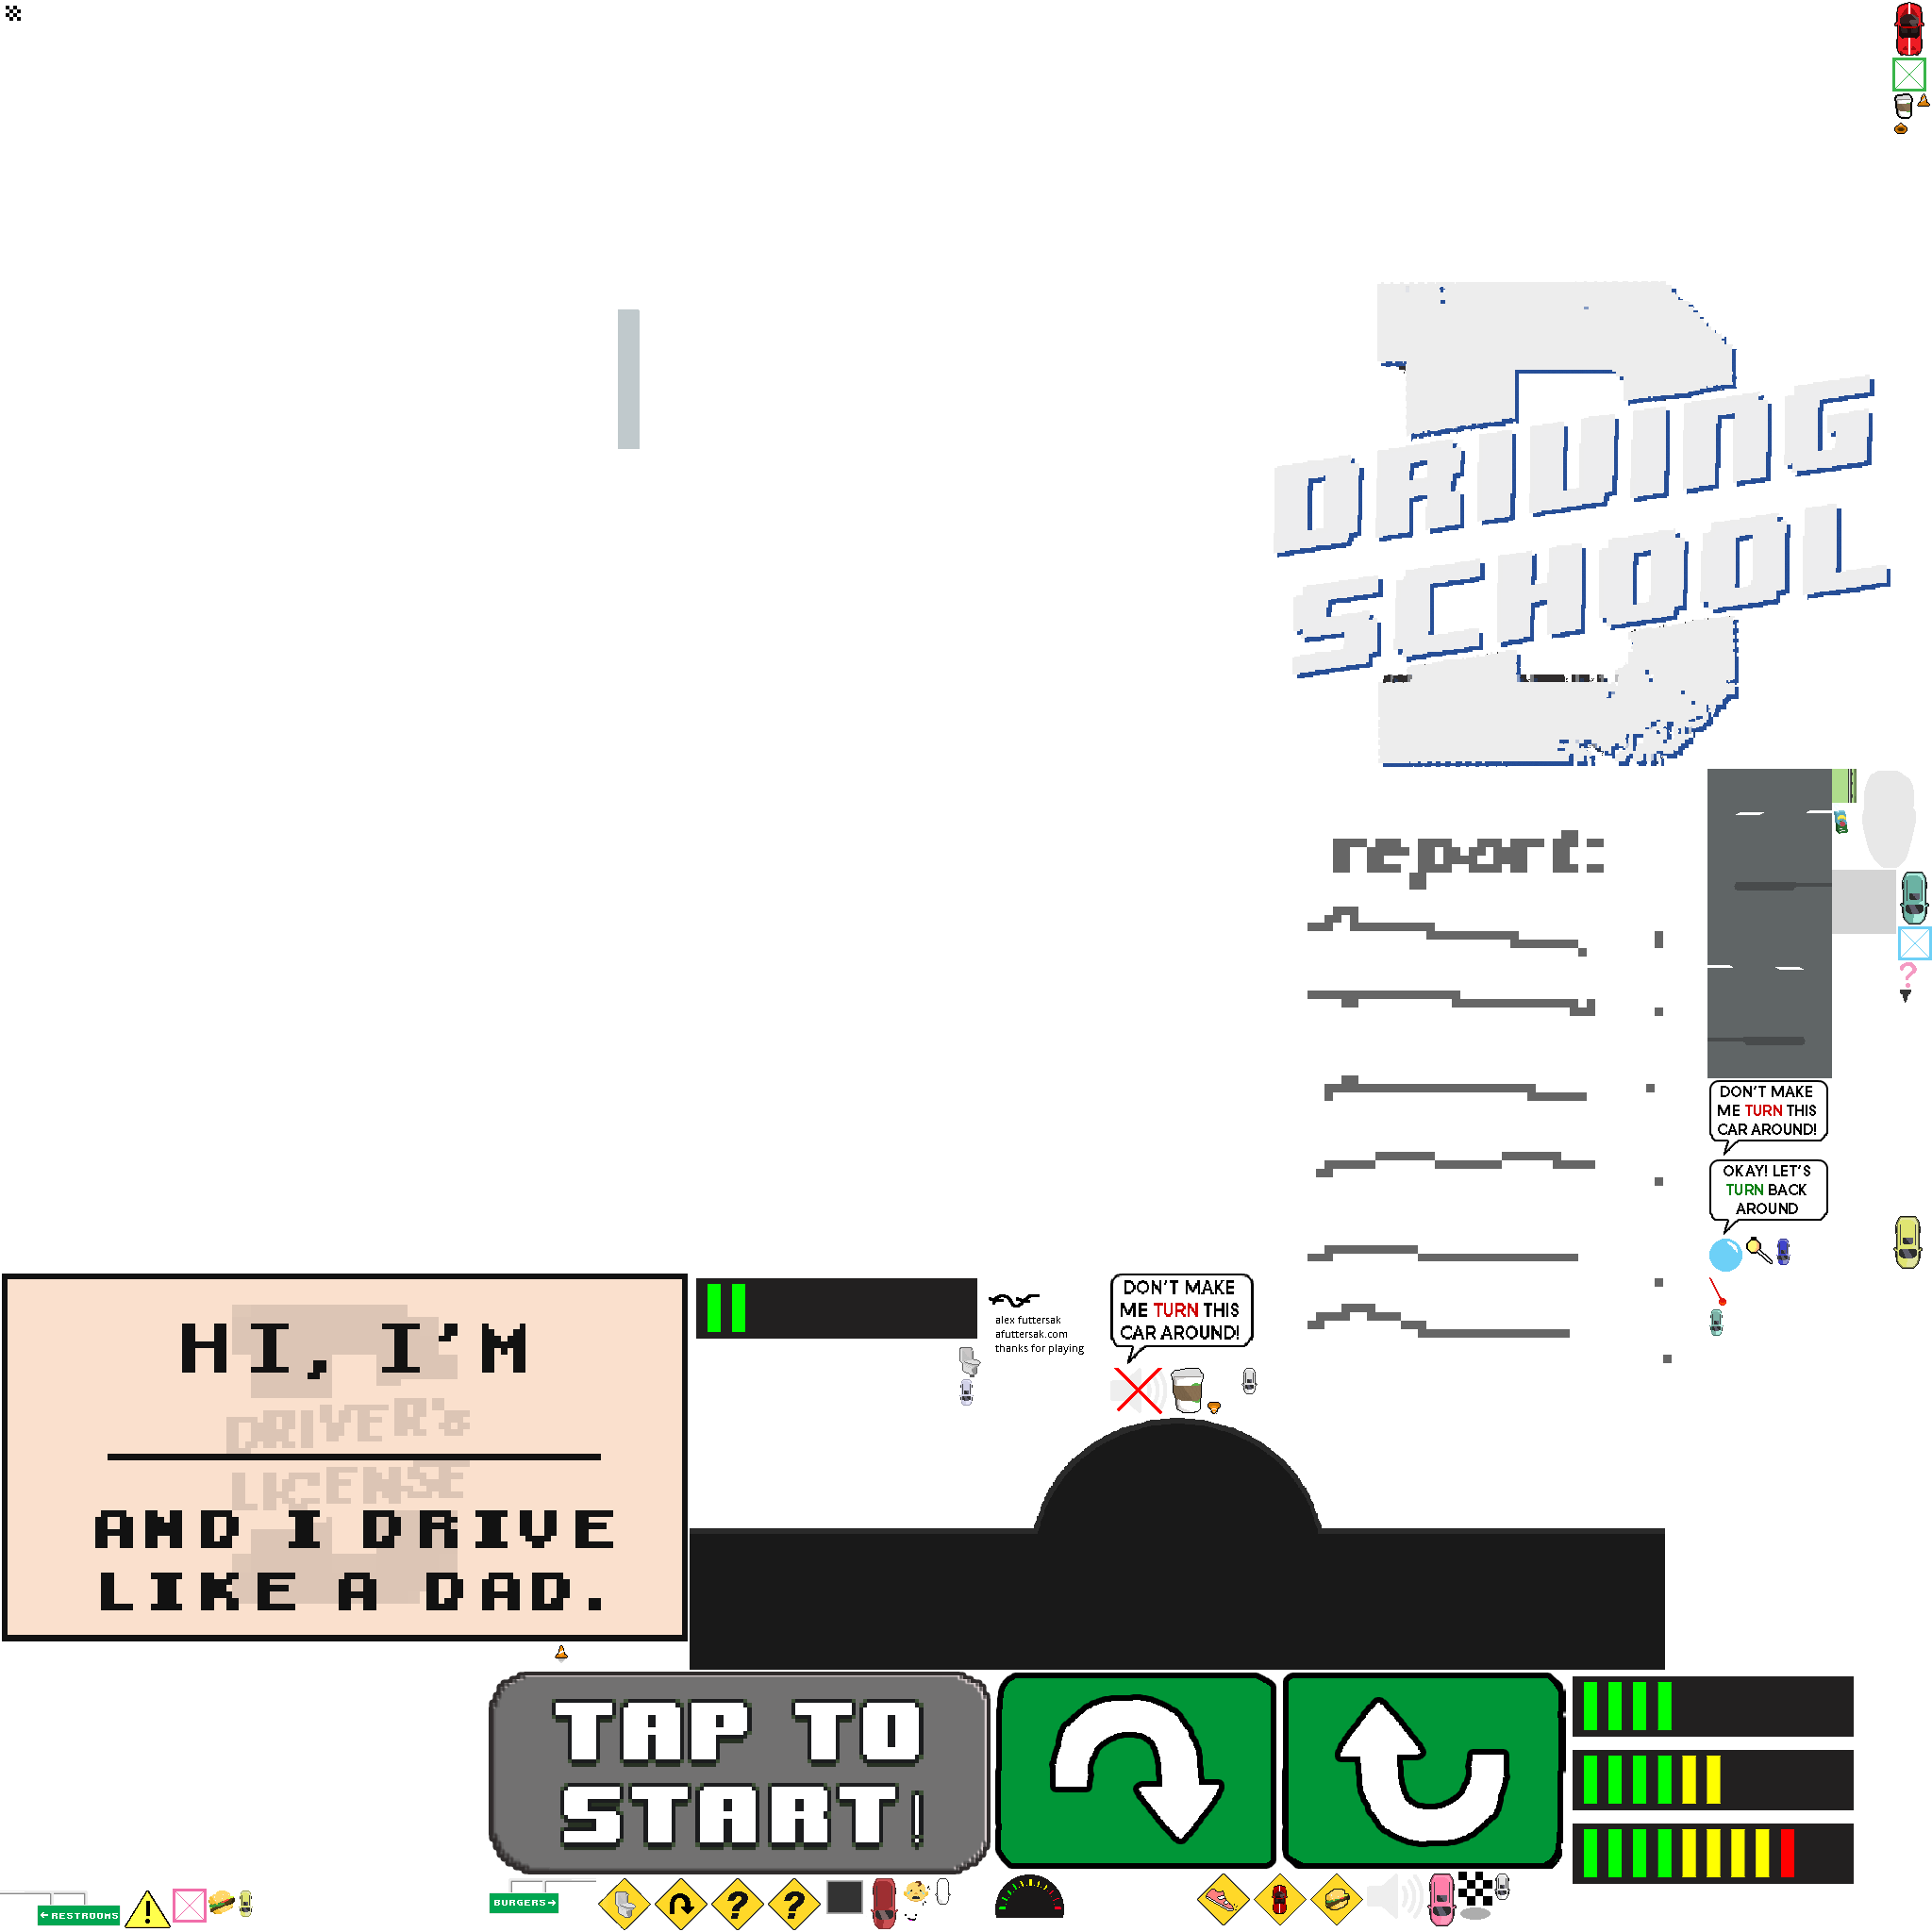 DRIVING
SCHOOL
report:
DON'T MAKE
ME TURN THIS
CAR AROUND!
OKAY! LET'S
TURN BACK
AROUND
HI, I'M
DRIVER's
LICENSE
AND I DRIVE
LIKE A DAD.
alex futtersak
afuttersak.com
thanks for playing
DON'T MAKE
ME TURN THIS
CAR AROUND!
TAP TO
START!
← RESTROOMS
!
BURGERS →
?
?
?